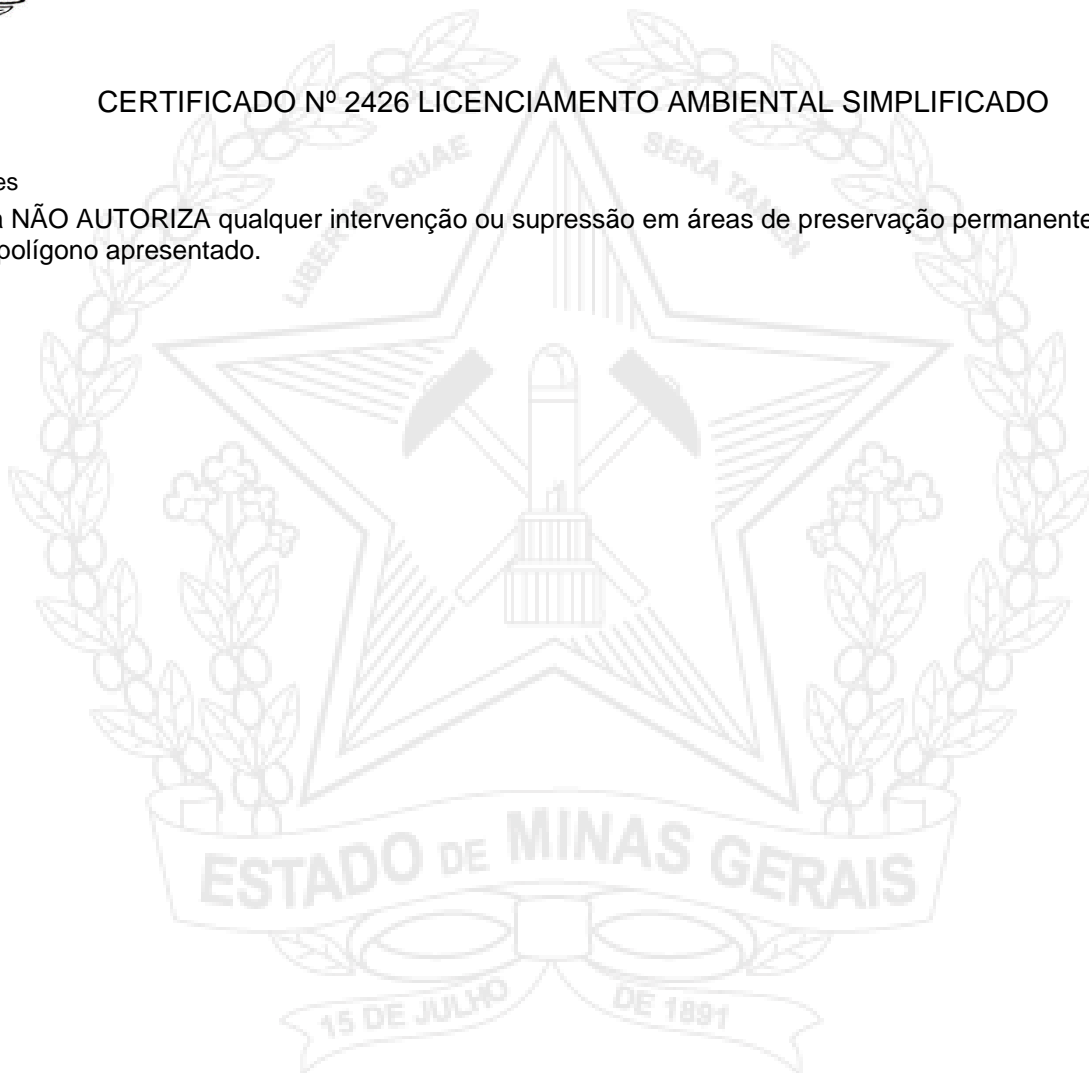 CERTIFICADO Nº 2426 LICENCIAMENTO AMBIENTAL SIMPLIFICADO
LIBERTAS QUAE SERA TAMEN
es
a NÃO AUTORIZA qualquer intervenção ou supressão em áreas de preservação permanente
polígono apresentado.
ESTADO DE MINAS GERAIS
15 DE JULHO DE 1891